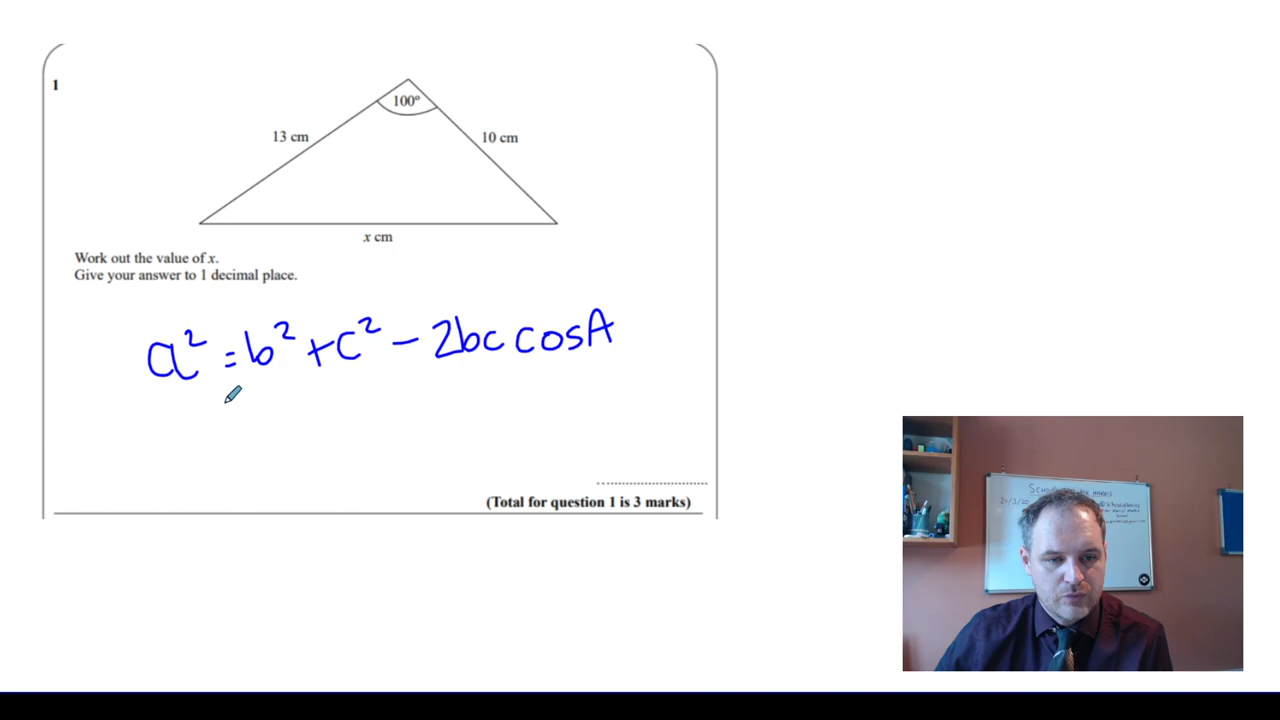 1
100°
13 cm
10 cm
x cm
Work out the value of x.
Give your answer to 1 decimal place.
a² = b² + c² − 2bc cosA
(Total for question 1 is 3 marks)